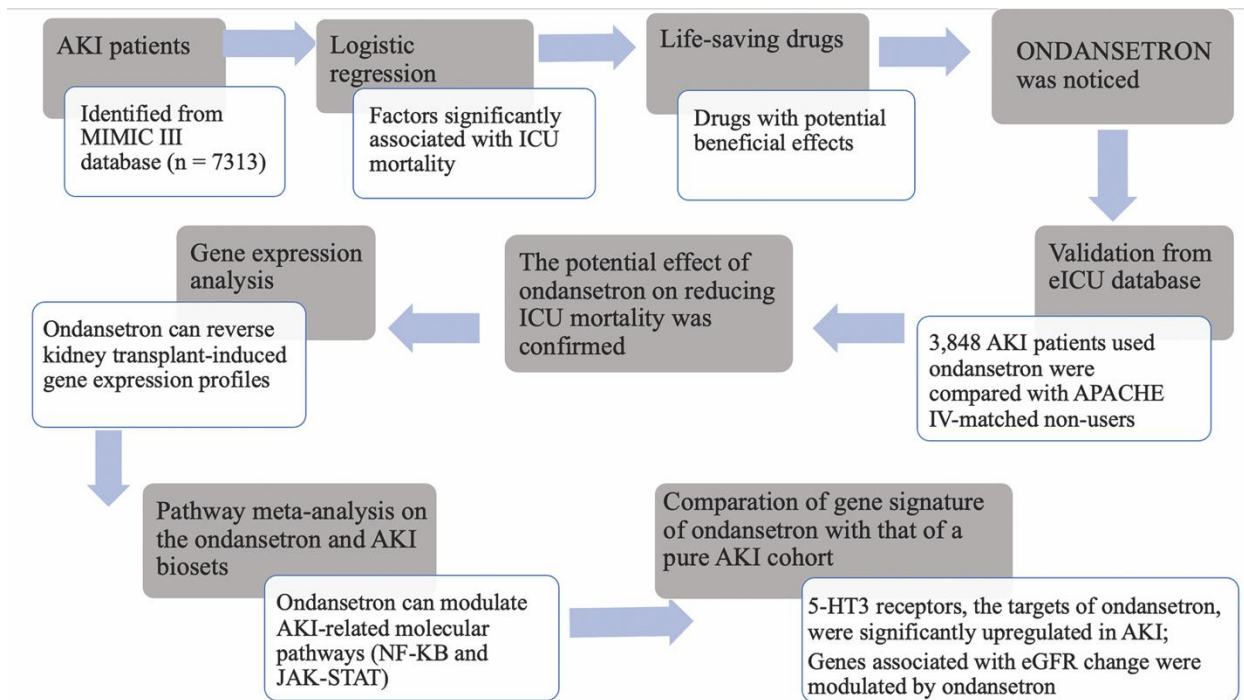 AKI patients
Identified from
MIMIC III
database (n = 7313)
Logistic
regression
Factors significantly
associated with ICU
mortality
Life-saving drugs
Drugs with potential
beneficial effects
ONDANSETRON
was noticed
Validation from
eICU database
3,848 AKI patients used
ondansetron were
compared with APACHE
IV-matched non-users
The potential effect of
ondansetron on reducing
ICU mortality was
confirmed
Gene expression
analysis
Ondansetron can reverse
kidney transplant-induced
gene expression profiles
Pathway meta-analysis on
the ondansetron and AKI
biosets
Ondansetron can modulate
AKI-related molecular
pathways (NF-KB and
JAK-STAT)
Comparation of gene signature
of ondansetron with that of a
pure AKI cohort
5-HT3 receptors, the targets of ondansetron,
were significantly upregulated in AKI;
Genes associated with eGFR change were
modulated by ondansetron